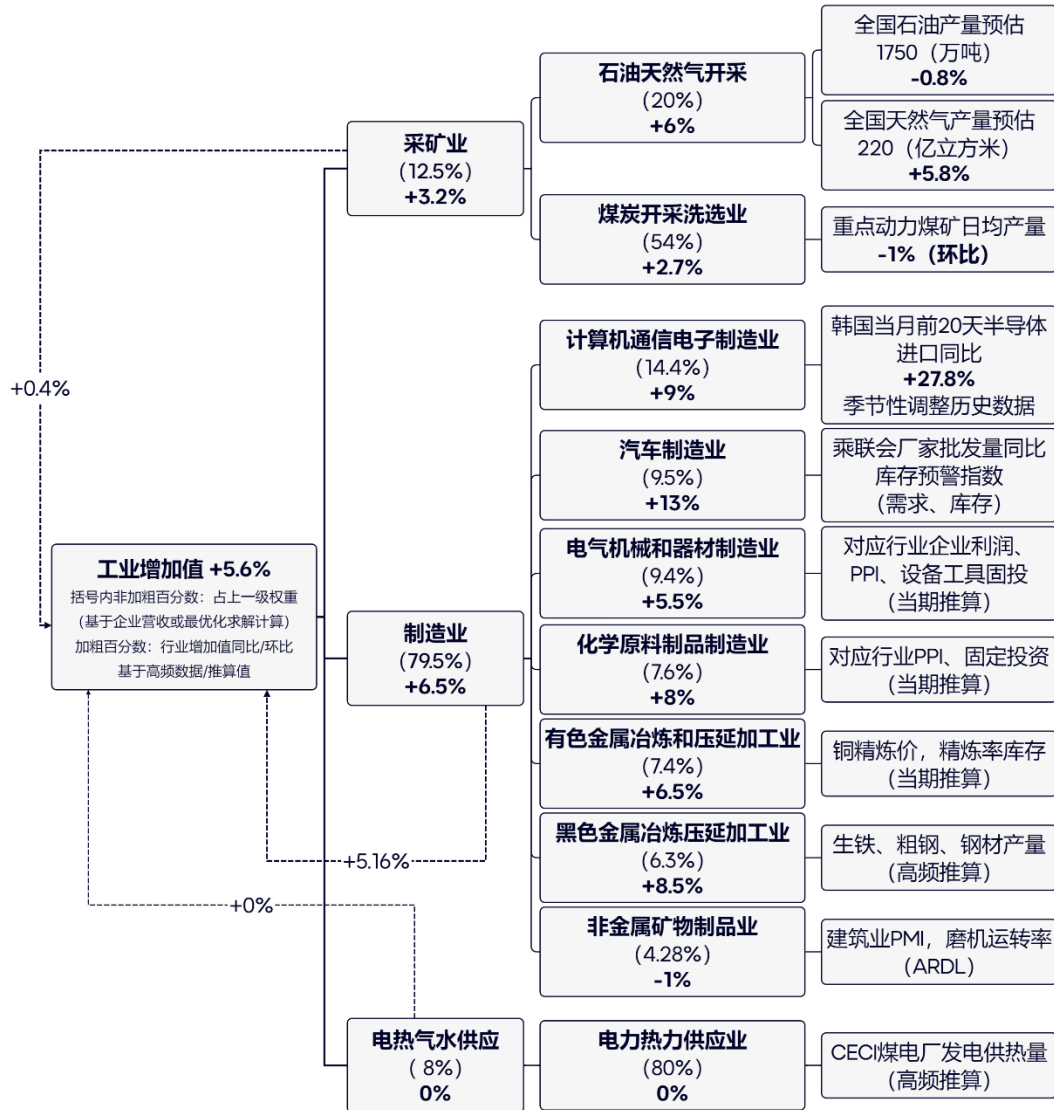 全国石油产量预估
1750（万吨）
-0.8%
石油天然气开采
（20%）
+6%
全国天然气产量预估
220（亿立方米）
+5.8%
采矿业
（12.5%）
+3.2%
煤炭开采洗选业
（54%）
+2.7%
重点动力煤矿日均产量
-1%（环比）
+0.4%
计算机通信电子制造业
（14.4%）
+9%
韩国当月前20天半导体
进口同比
+27.8%
季节性调整历史数据
汽车制造业
（9.5%）
+13%
乘联会厂家批发量同比
库存预警指数
（需求、库存）
工业增加值 +5.6%
括号内非加粗百分数：占上一级权重
（基于企业营收或最优化求解计算）
加粗百分数：行业增加值同比/环比
基于高频数据/推算值
电气机械和器材制造业
（9.4%）
+5.5%
对应行业企业利润、
PPI、设备工具固投
（当期推算）
制造业
（79.5%）
+6.5%
化学原料制品制造业
（7.6%）
+8%
对应行业PPI、固定投资
（当期推算）
有色金属冶炼和压延加工业
（7.4%）
+6.5%
铜精炼价，精炼率库存
（当期推算）
+5.16%
黑色金属冶炼压延加工业
（6.3%）
+8.5%
生铁、粗钢、钢材产量
（高频推算）
+0%
非金属矿物制品业
（4.28%）
-1%
建筑业PMI，磨机运转率
（ARDL）
电热气水供应
（ 8%）
0%
电力热力供应业
（80%）
0%
CECI煤电厂发电供热量
（高频推算）